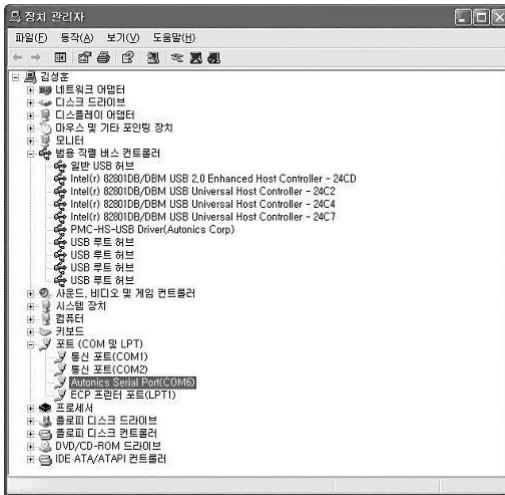 장치 관리자
파일(F) 동작(A) 보기(V) 도움말(H)
김성훈
네트워크 어댑터
디스크 드라이브
디스플레이 어댑터
마우스 및 기타 포인팅 장치
모니터
범용 직렬 버스 컨트롤러
일반 USB 허브
Intel(r) 82801DB/DBM USB 2.0 Enhanced Host Controller - 24CD
Intel(r) 82801DB/DBM USB Universal Host Controller - 24C2
Intel(r) 82801DB/DBM USB Universal Host Controller - 24C4
Intel(r) 82801DB/DBM USB Universal Host Controller - 24C7
PMC-HS-USB Driver(Autonics Corp)
USB 루트 허브
USB 루트 허브
USB 루트 허브
USB 루트 허브
사운드, 비디오 및 게임 컨트롤러
시스템 장치
컴퓨터
키보드
포트 (COM 및 LPT)
통신 포트(COM1)
통신 포트(COM2)
Autonics Serial Port(COM6)
ECP 프린터 포트(LPT1)
프로세서
플로피 디스크 드라이브
플로피 디스크 컨트롤러
DVD/CD-ROM 드라이브
IDE ATA/ATAPI 컨트롤러